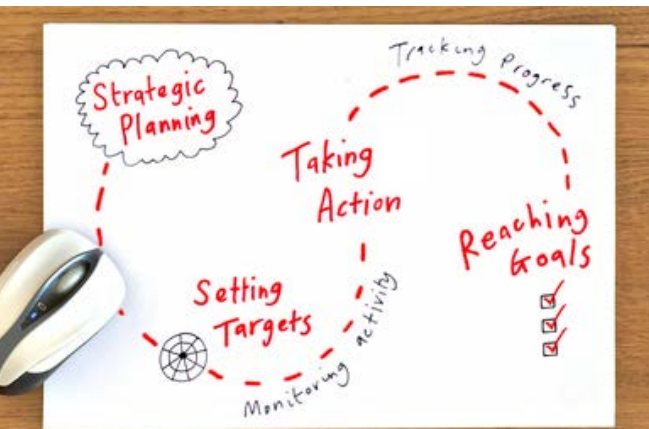 Strategic
Planning
Setting
Targets
Monitoring activity
Taking
Action
Tracking Progress
Reaching
Goals